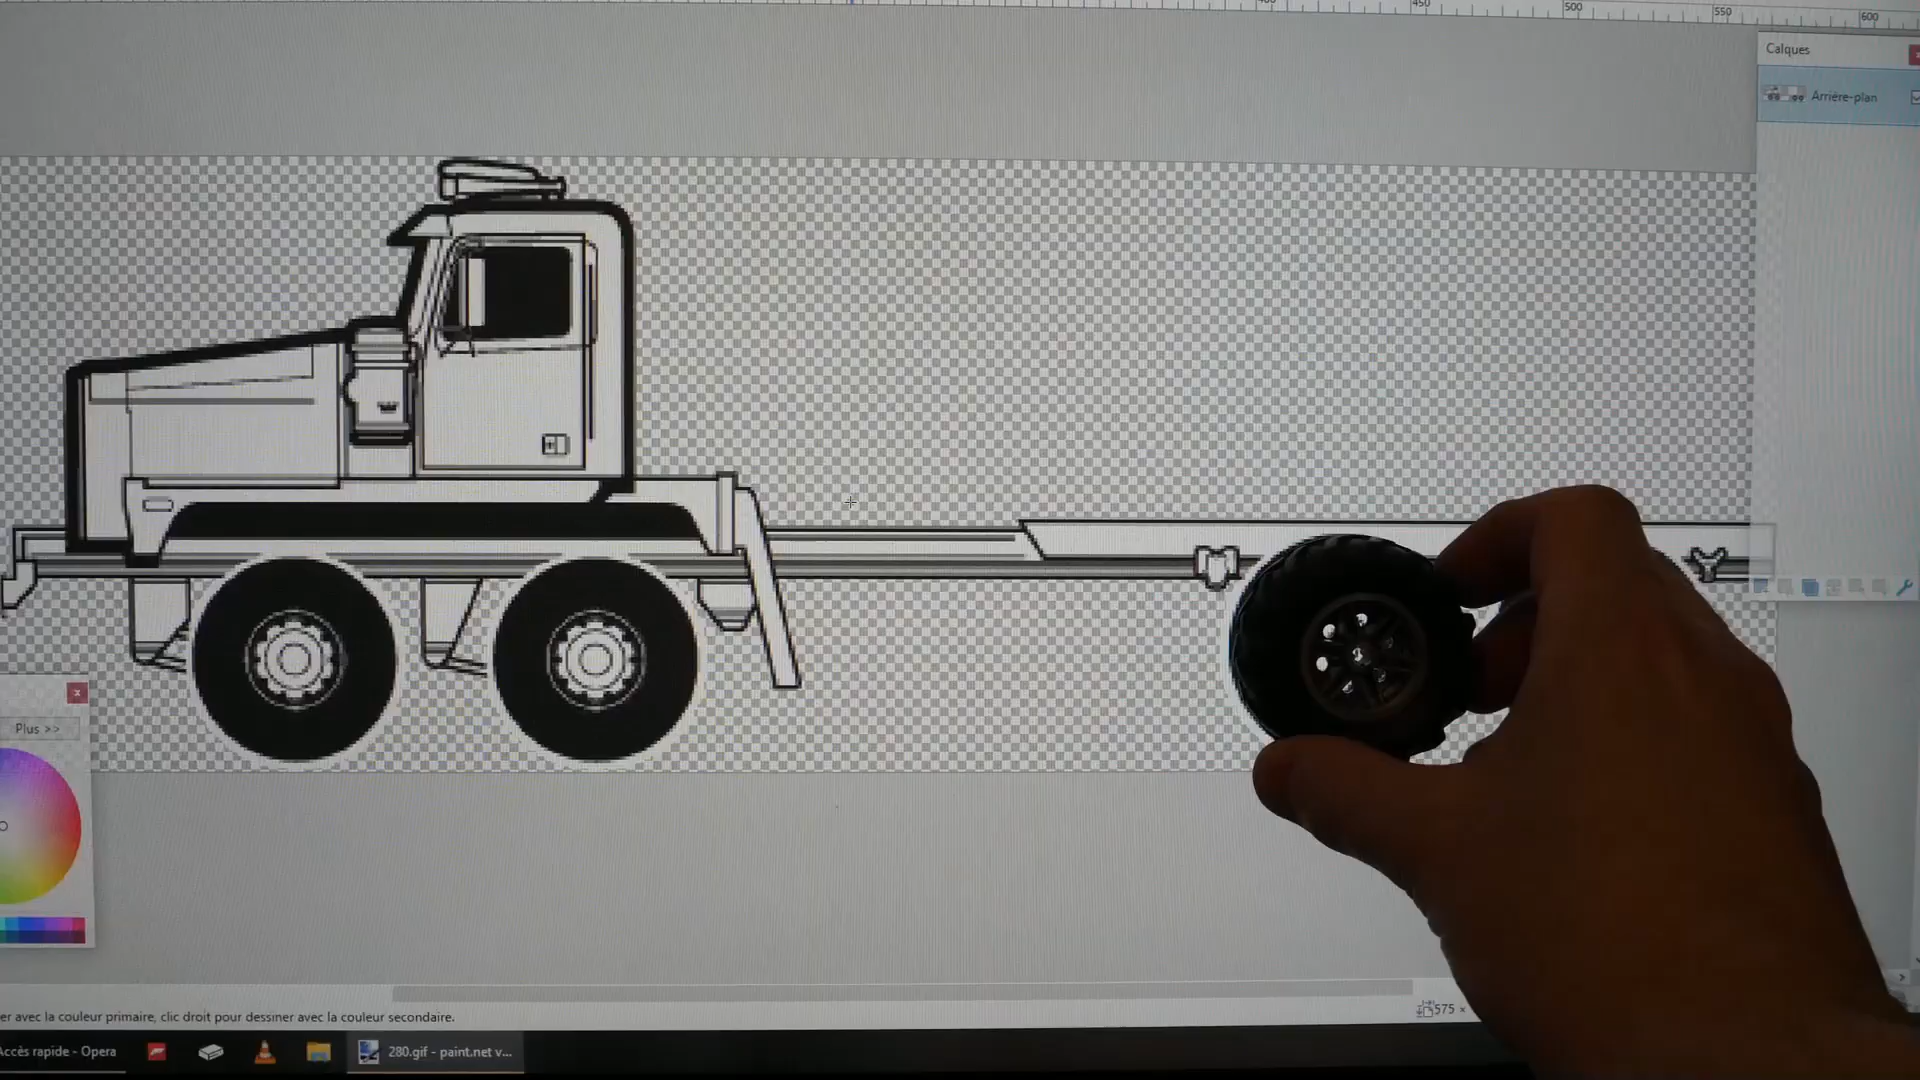 450
500
550
600
Calques
Arrière-plan
Plus >>
er avec la couleur primaire, clic droit pour dessiner avec la couleur secondaire.
575 ×
Accès rapide - Opera
280.gif - paint.net v...